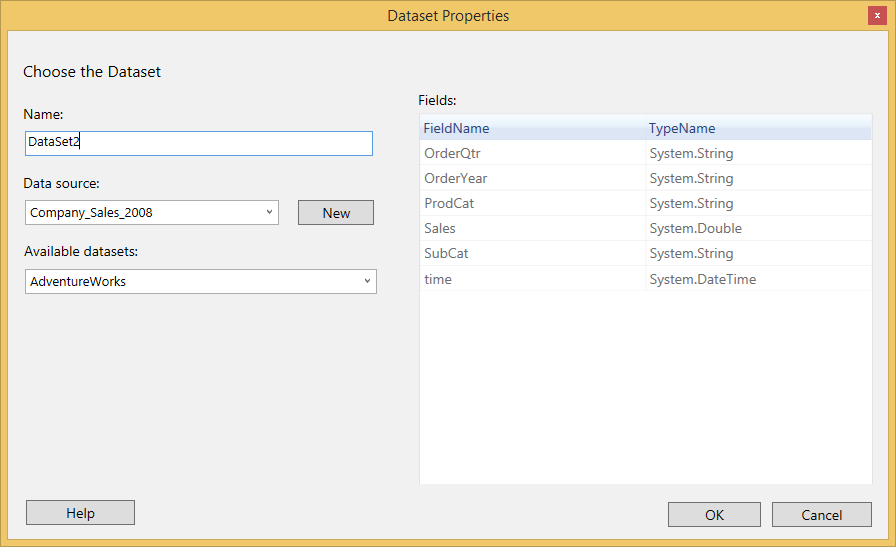 Dataset Properties
x
Choose the Dataset
Name:
DataSet2
Data source:
Company_Sales_2008
New
Available datasets:
AdventureWorks
Fields:
FieldName TypeName
OrderQtr System.String
OrderYear System.String
ProdCat System.String
Sales System.Double
SubCat System.String
time System.DateTime
Help
OK
Cancel